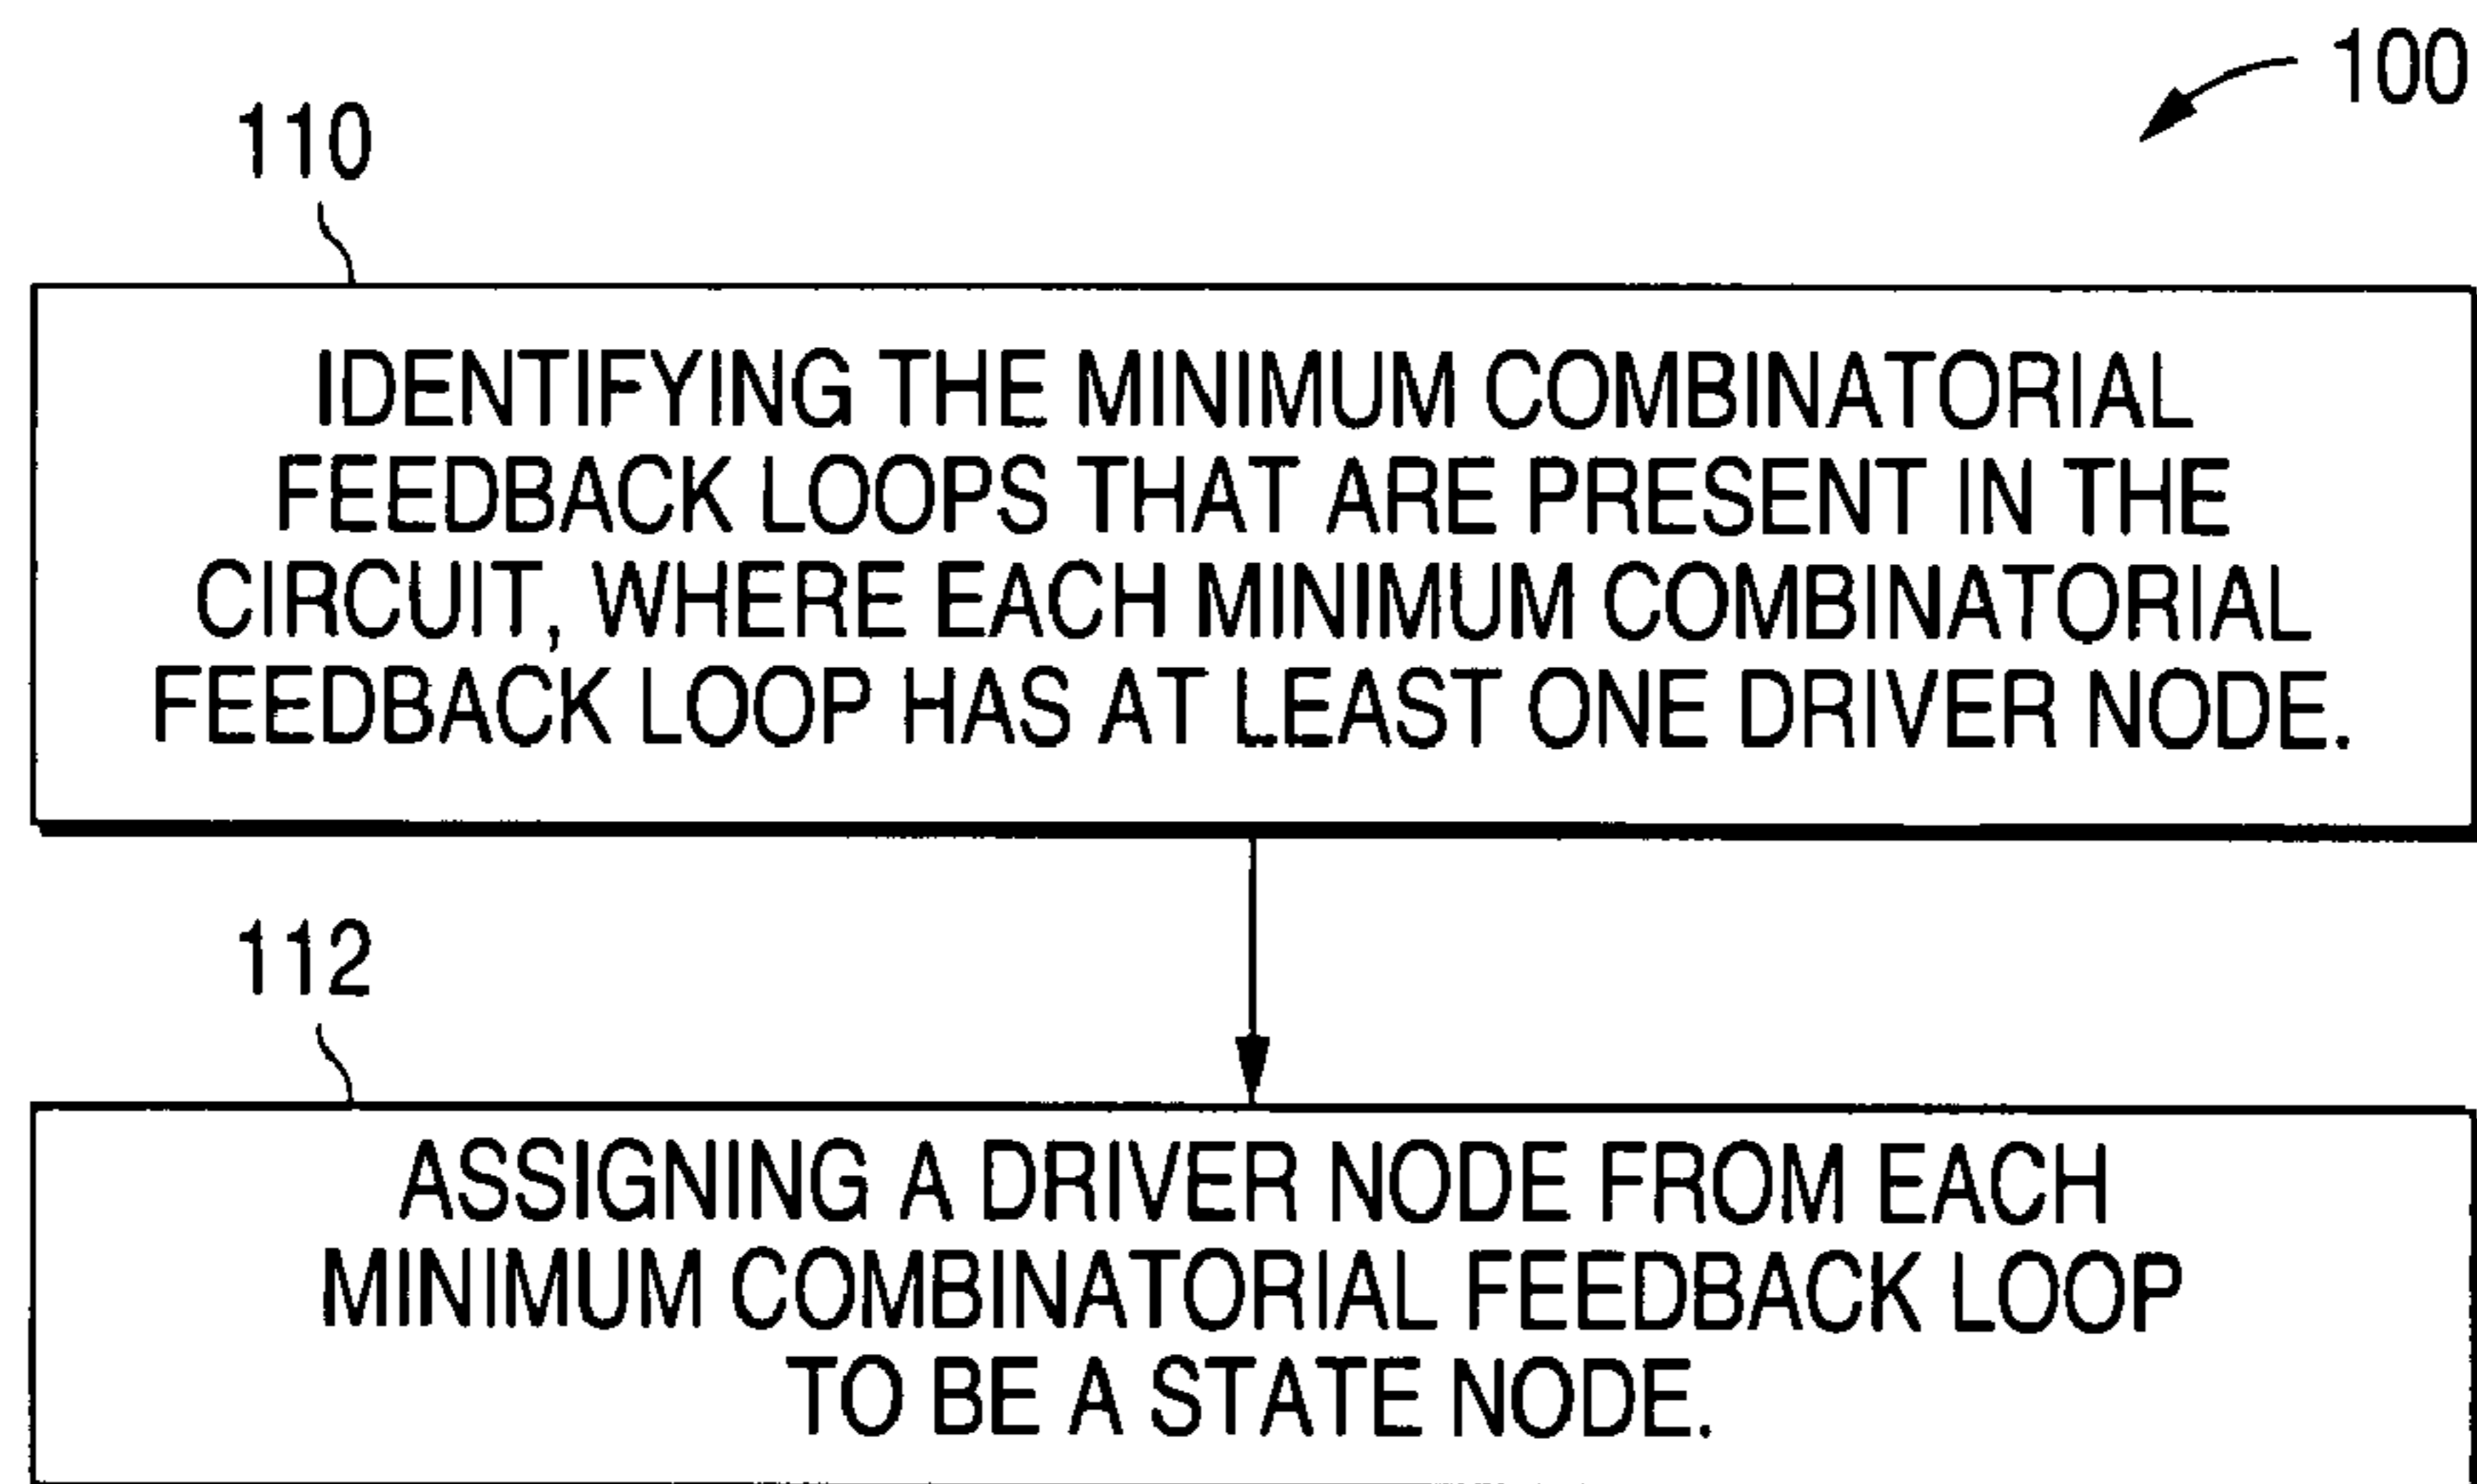 100
110
IDENTIFYING THE MINIMUM COMBINATORIAL
FEEDBACK LOOPS THAT ARE PRESENT IN THE
CIRCUIT, WHERE EACH MINIMUM COMBINATORIAL
FEEDBACK LOOP HAS AT LEAST ONE DRIVER NODE.
112
ASSIGNING A DRIVER NODE FROM EACH
MINIMUM COMBINATORIAL FEEDBACK LOOP
TO BE A STATE NODE.